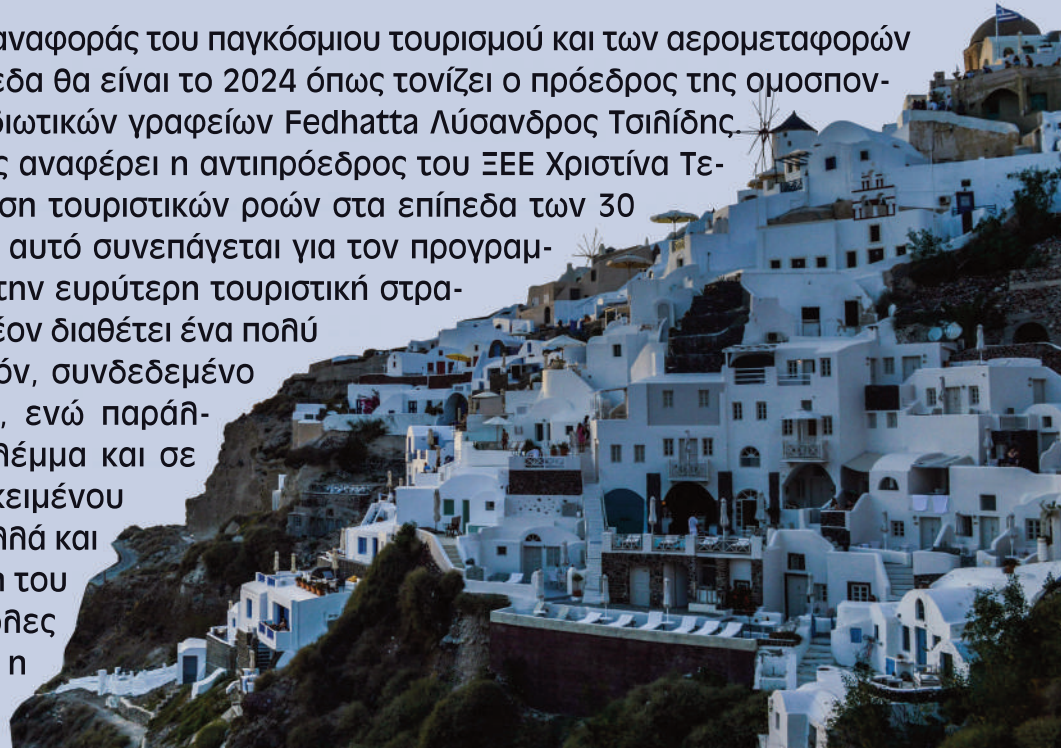 αναφοράς του παγκόσμιου τουρισμού και των αερομεταφορών
εδα θα είναι το 2024 όπως τονίζει ο πρόεδρος της ομοσπον-
διωτικών γραφείων Fedhatta Λύσανδρος Τσιλίδης.
ς αναφέρει η αντιπρόεδρος του ΞΕΕ Χριστίνα Τε-
ση τουριστικών ροών στα επίπεδα των 30
αυτό συνεπάγεται για τον προγραμ-
την ευρύτερη τουριστική στρα-
έον διαθέτει ένα πολύ
όν, συνδεδεμένο
, ενώ παράλ-
λέμμα και σε
κειμένου
λλά και
η του
όλες
η